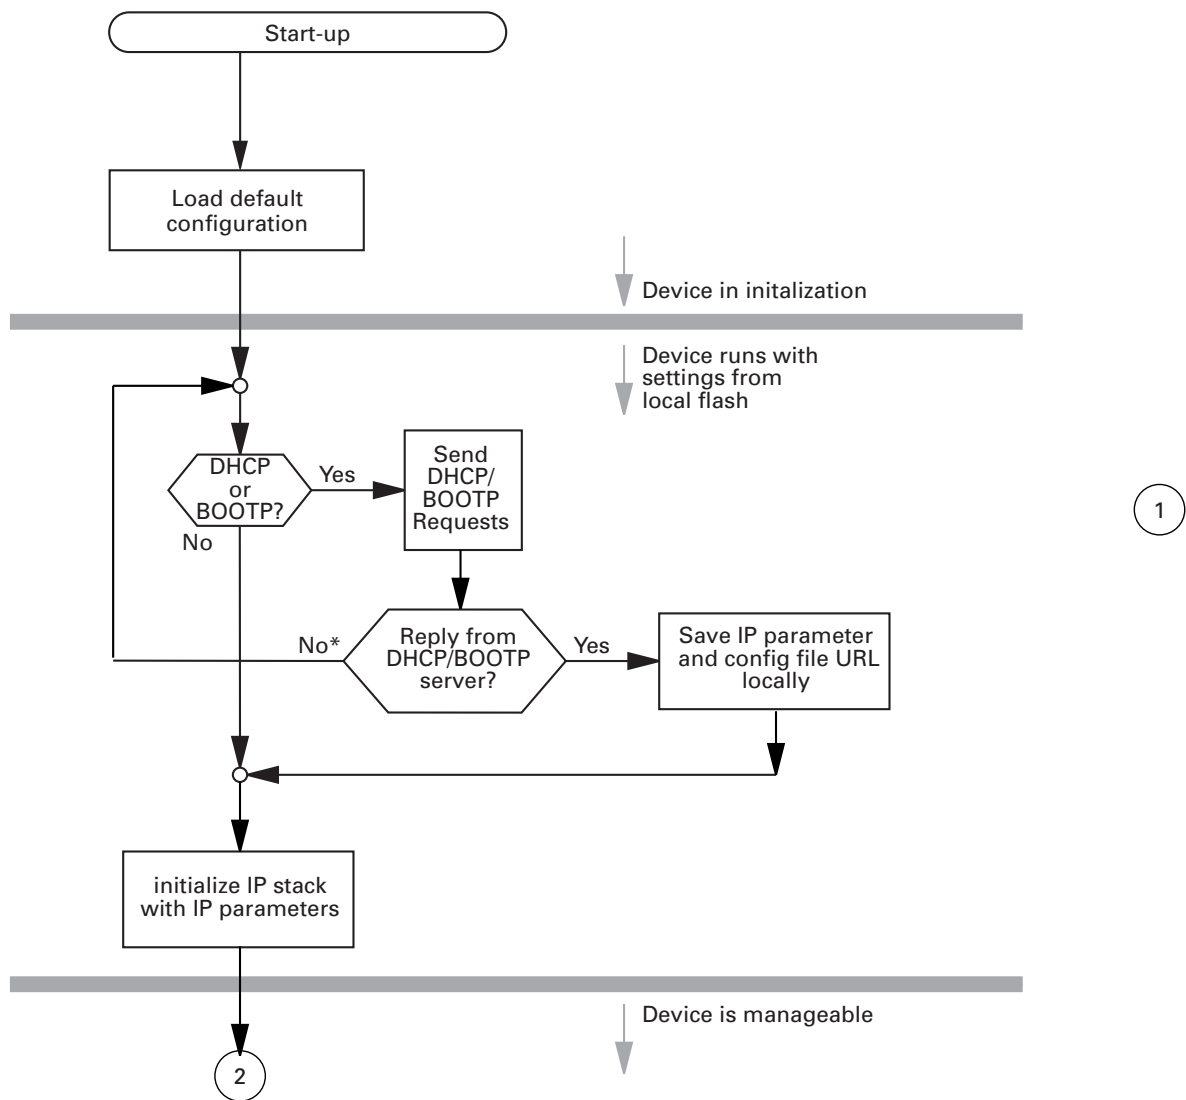 Start-up
Load default
configuration
Device in initalization
Device runs with
settings from
local flash
DHCP
or
BOOTP?
Yes
No
Send
DHCP/
BOOTP
Requests
1
No*
Reply from
DHCP/BOOTP
server?
Yes
Save IP parameter
and config file URL
locally
initialize IP stack
with IP parameters
Device is manageable
2